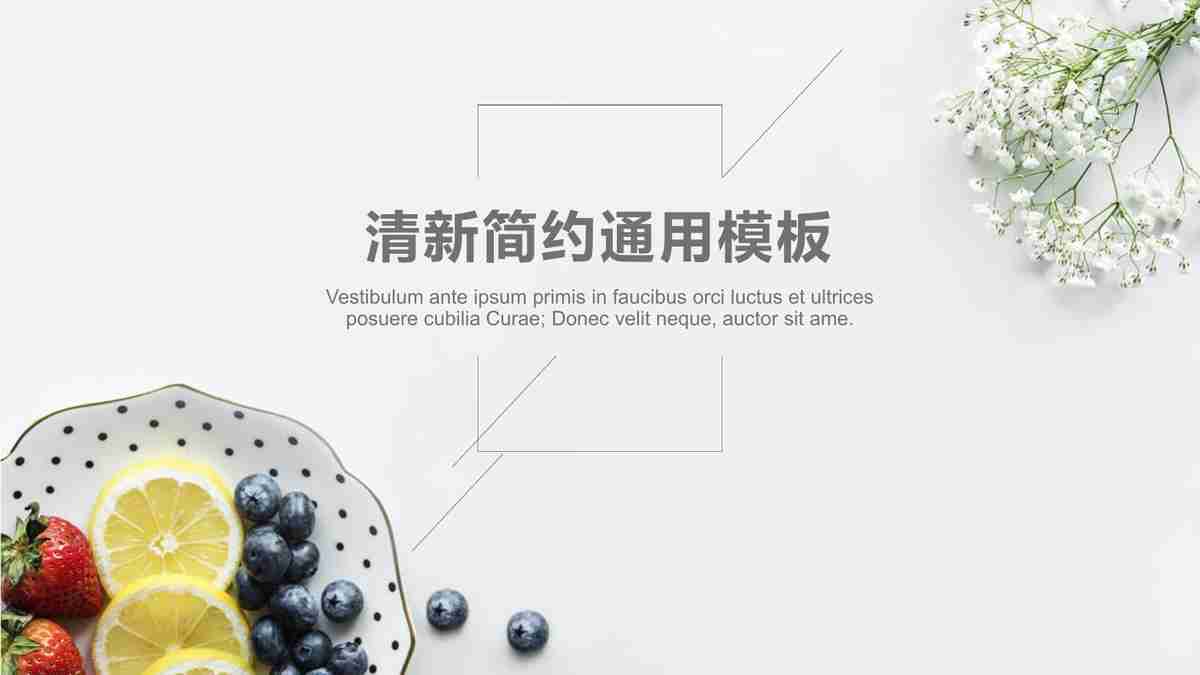 清新简约通用模板
Vestibulum ante ipsum primis in faucibus orci luctus et ultrices
posuere cubilia Curae; Donec velit neque, auctor sit ame.